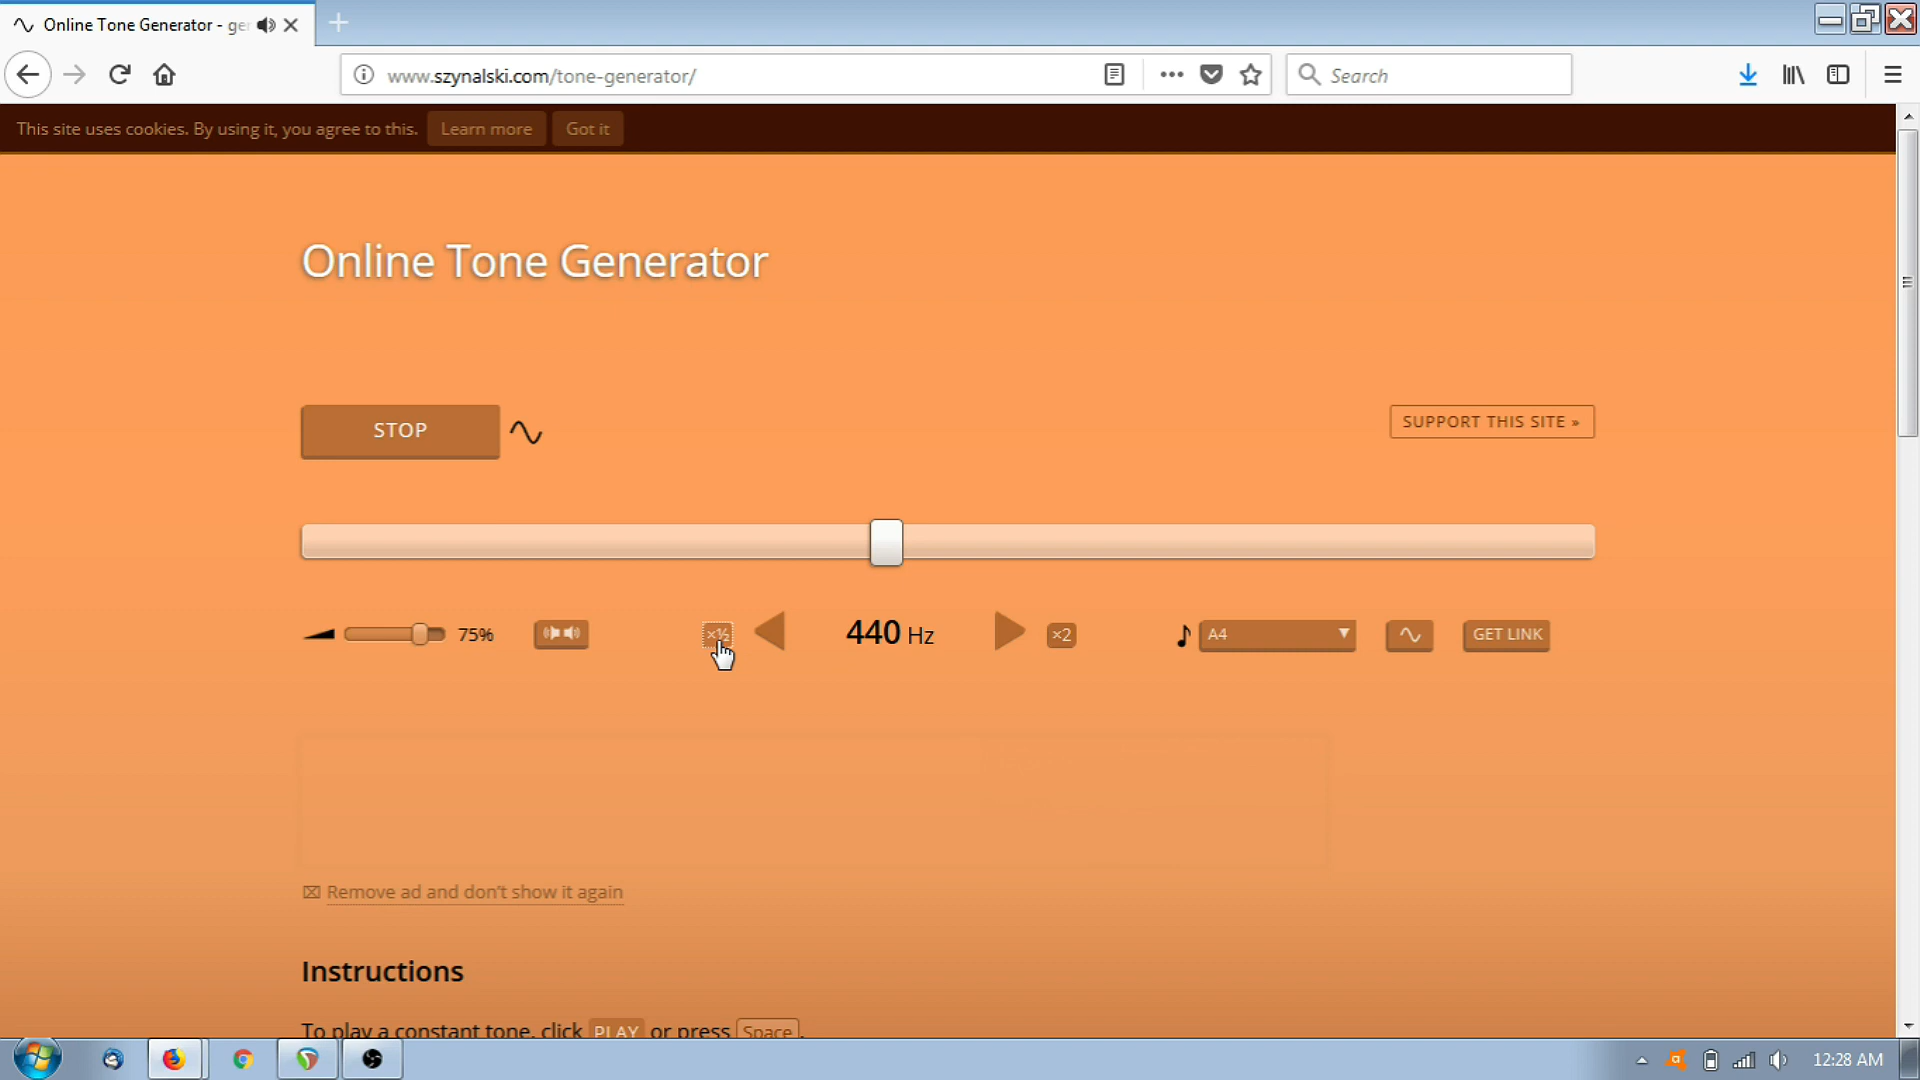 Online Tone Generator - ge
www.szynalski.com/tone-generator/
Search
This site uses cookies. By using it, you agree to this. Learn more Got it
Online Tone Generator
STOP
SUPPORT THIS SITE »
75% ×½ 440 Hz ×2 A4 GET LINK
Remove ad and don't show it again
Instructions
To play a constant tone, click PLAY or press Space.
12:28 AM